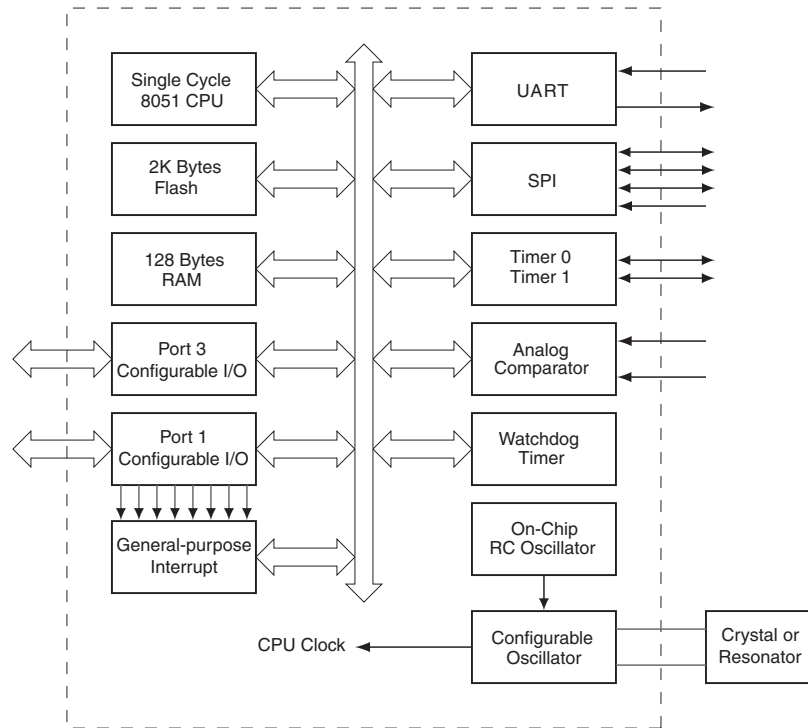 Single Cycle
8051 CPU
2K Bytes
Flash
128 Bytes
RAM
Port 3
Configurable I/O
Port 1
Configurable I/O
General-purpose
Interrupt
UART
SPI
Timer 0
Timer 1
Analog
Comparator
Watchdog
Timer
On-Chip
RC Oscillator
CPU Clock
Configurable
Oscillator
Crystal or
Resonator